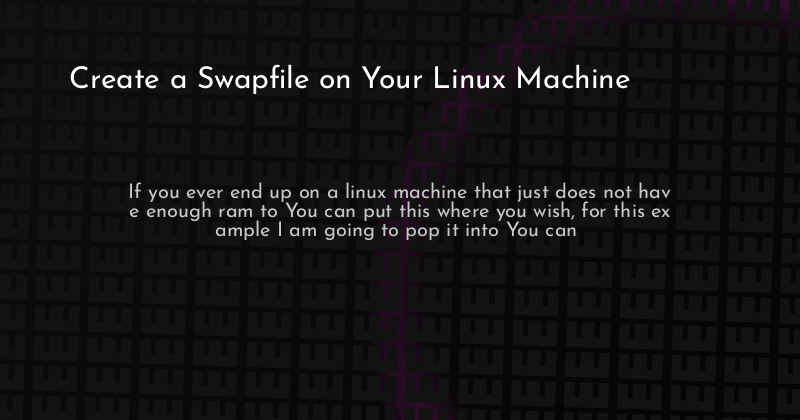 Create a Swapfile on Your Linux Machine
If you ever end up on a linux machine that just does not hav
e enough ram to You can put this where you wish, for this ex
ample I am going to pop it into You can